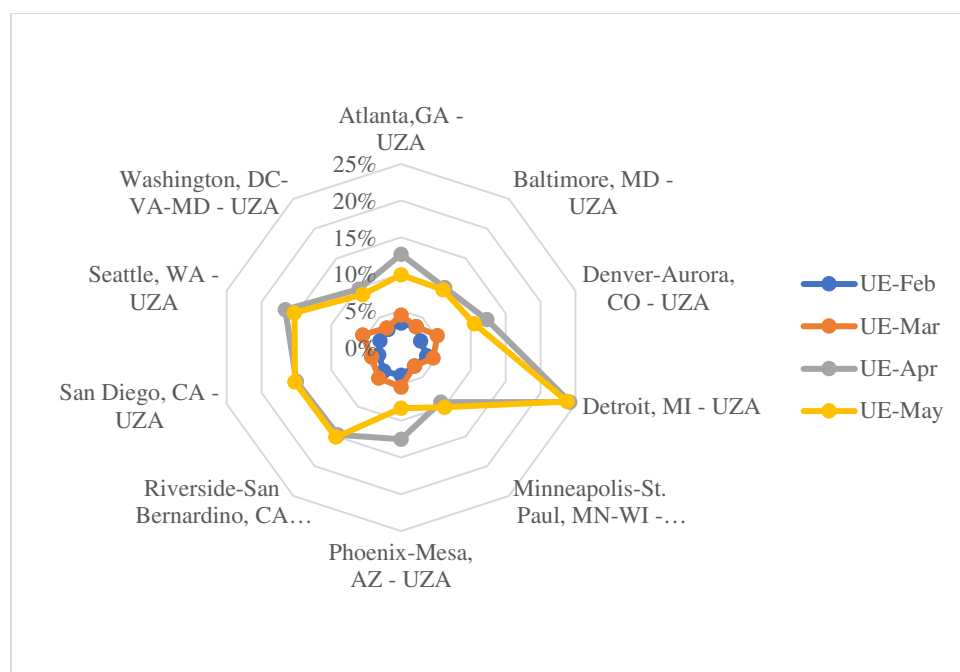 Atlanta,GA -
UZA
25%
20%
15%
10%
5%
0%
Baltimore, MD -
UZA
Denver-Aurora,
CO - UZA
Detroit, MI - UZA
Minneapolis-St.
Paul, MN-WI -…
Phoenix-Mesa,
AZ - UZA
Riverside-San
Bernardino, CA…
San Diego, CA -
UZA
Seattle, WA -
UZA
Washington, DC-
VA-MD - UZA
UE-Feb
UE-Mar
UE-Apr
UE-May